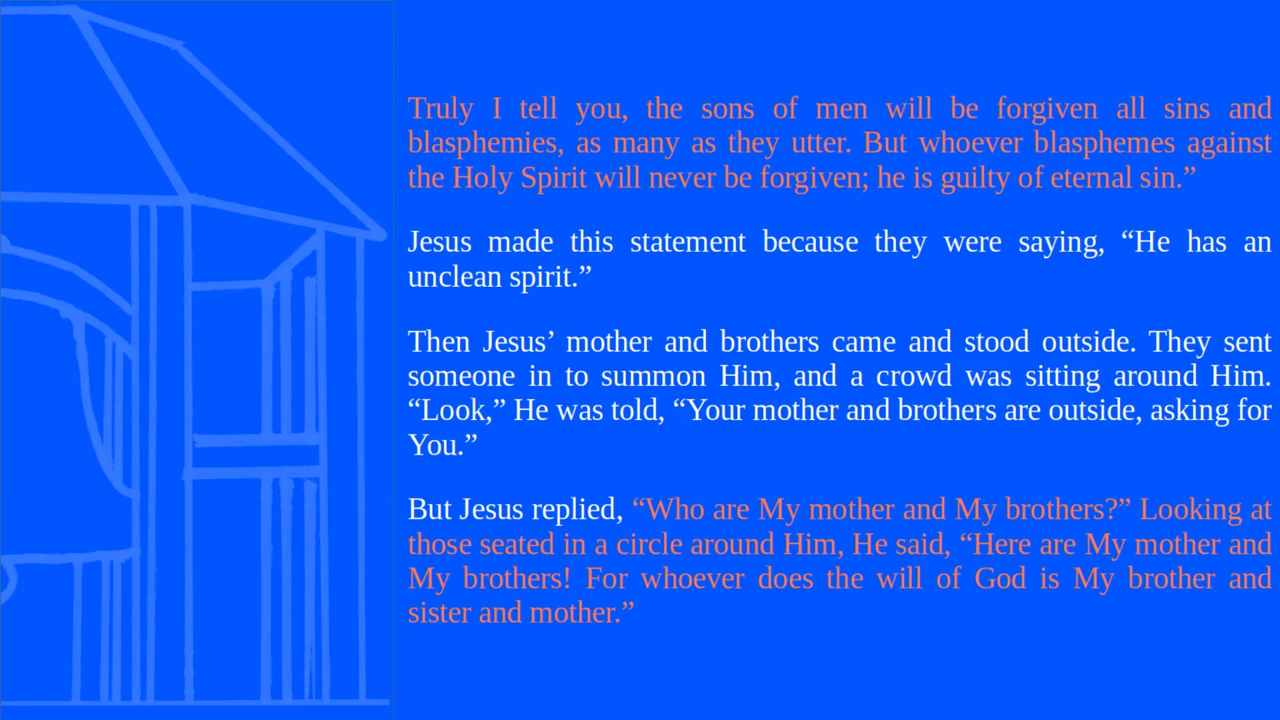 Truly I tell you, the sons of men will be forgiven all sins and
blasphemies, as many as they utter. But whoever blasphemes against
the Holy Spirit will never be forgiven; he is guilty of eternal sin.”
Jesus made this statement because they were saying, “He has an
unclean spirit.”
Then Jesus’ mother and brothers came and stood outside. They sent
someone in to summon Him, and a crowd was sitting around Him.
“Look,” He was told, “Your mother and brothers are outside, asking for
You.”
But Jesus replied, “Who are My mother and My brothers?” Looking at
those seated in a circle around Him, He said, “Here are My mother and
My brothers! For whoever does the will of God is My brother and
sister and mother.”